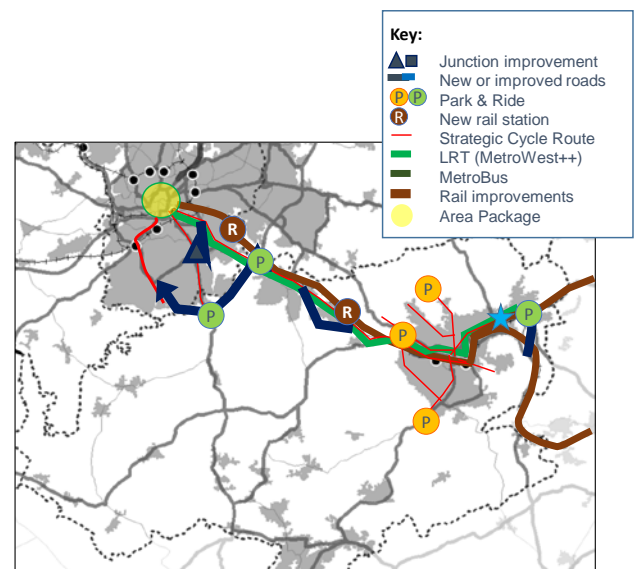 Key:
Junction improvement
New or improved roads
P P Park & Ride
R New rail station
Strategic Cycle Route
LRT (MetroWest++)
MetroBus
Rail improvements
Area Package
R
P
P
R
P
P
P
P